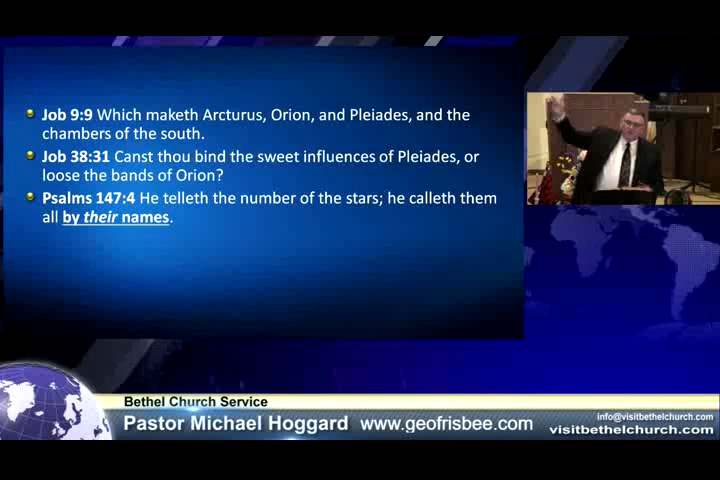 Job 9:9 Which maketh Arcturus, Orion, and Pleiades, and the
chambers of the south.
Job 38:31 Canst thou bind the sweet influences of Pleiades, or
loose the bands of Orion?
Psalms 147:4 He telleth the number of the stars; he calleth them
all by their names.
Bethel Church Service
Pastor Michael Hoggard www.geofrisbee.com
info@visitbethelchurch.com
visitbethelchurch.com